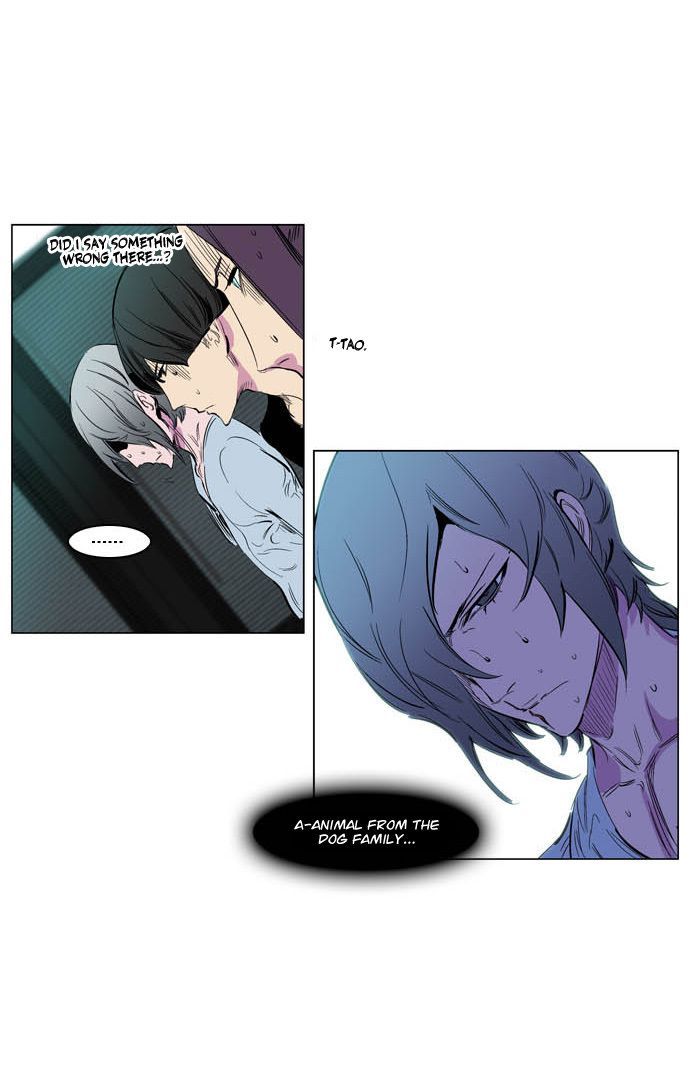 DID I SAY SOMETHING
WRONG THERE...?
T-TAO.
......
A-ANIMAL FROM THE
DOG FAMILY...